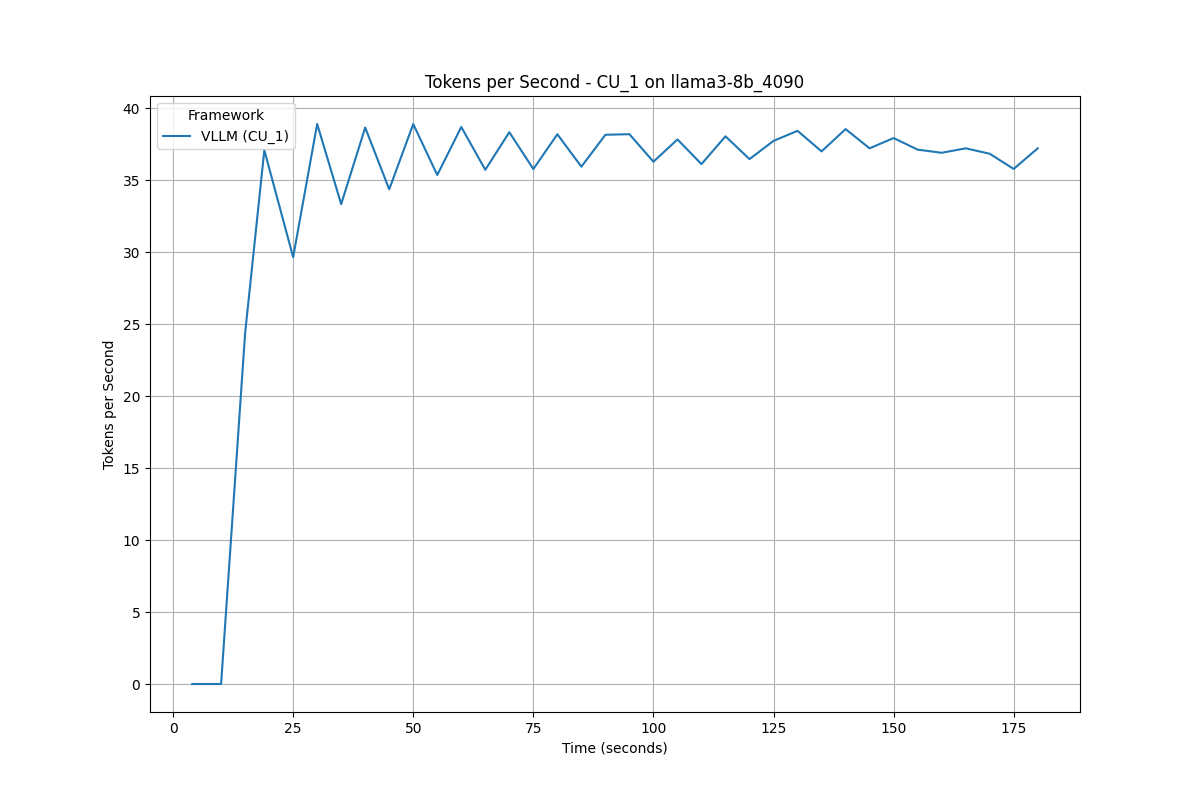 Tokens per Second - CU_1 on llama3-8b_4090
Framework
VLLM (CU_1)
40
35
30
25
20
15
10
5
0
Tokens per Second
0 25 50 75 100 125 150 175
Time (seconds)